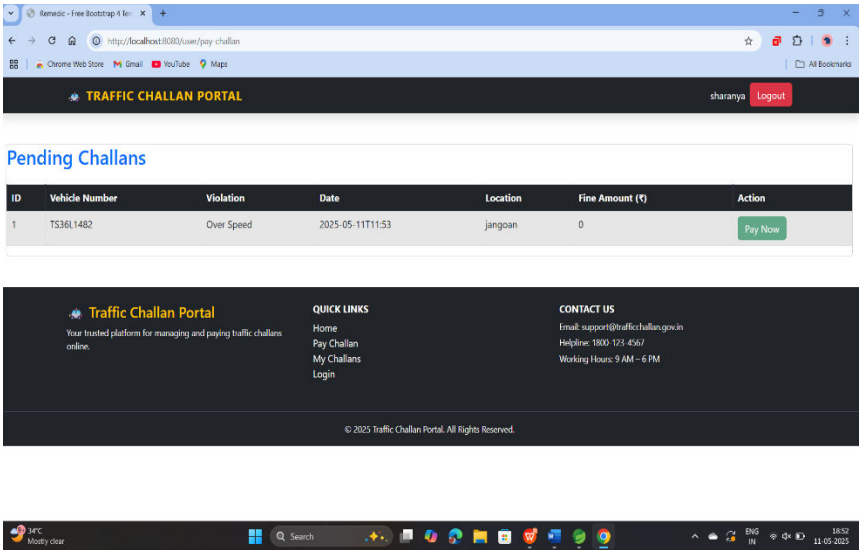 Remedic - Free Bootstrap 4 Tem
http://localhost:8080/user/pay-challan
Chrome Web Store Gmail YouTube Maps All Bookmarks
TRAFFIC CHALLAN PORTAL sharanya Logout
Pending Challans
ID Vehicle Number Violation Date Location Fine Amount (₹) Action
1 TS36L1482 Over Speed 2025-05-11T11:53 jangoan 0 Pay Now
Traffic Challan Portal
Your trusted platform for managing and paying traffic challans
online.
QUICK LINKS
Home
Pay Challan
My Challans
Login
CONTACT US
Email: support@trafficchallan.gov.in
Helpline: 1800-123-4567
Working Hours: 9 AM – 6 PM
© 2025 Traffic Challan Portal. All Rights Reserved.
34°C
Mostly clear
Search
ENG
IN
18:52
11-05-2025